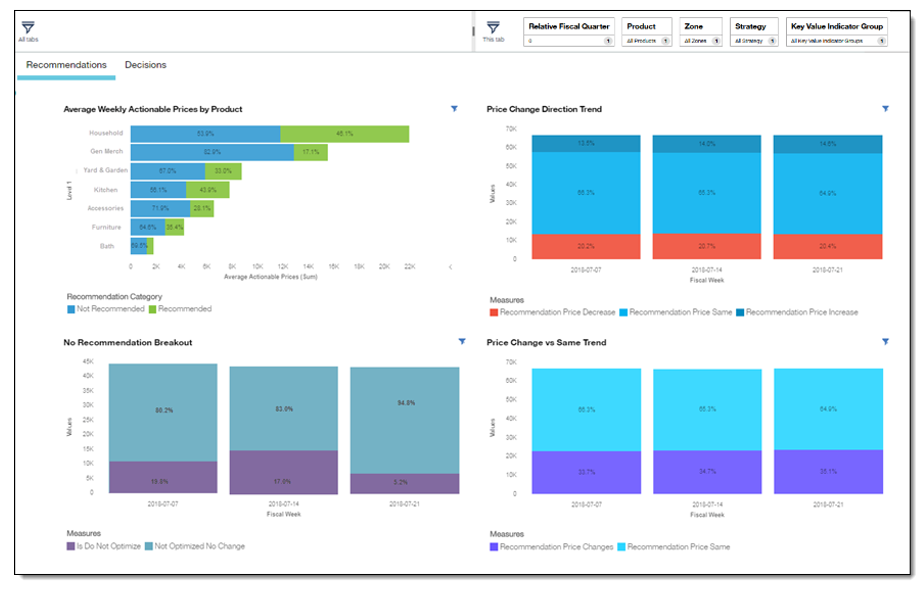 All tabs
This tab
Relative Fiscal Quarter
0
Product
All Products
Zone
All Zones
Strategy
All Strategy
Key Value Indicator Group
All Key Value Indicator Groups
Recommendations Decisions
Average Weekly Actionable Prices by Product
Level 1
Household 53.9% 46.1%
Gen Merch 82.9% 17.1%
Yard & Garden 67.0% 33.0%
Kitchen 56.1% 43.9%
Accessories 71.9% 28.1%
Furniture 64.6% 35.4%
Bath
0 2K 4K 6K 8K 10K 12K 14K 16K 18K 20K 22K
Average Actionable Prices (Sum)
Recommendation Category
Not Recommended Recommended
Price Change Direction Trend
Values
70K
60K
50K
40K
30K
20K
10K
0
14.0%
65.3% 65.3% 64.9%
20.2% 20.7% 20.4%
2018-07-07 2018-07-14 2018-07-21
Fiscal Week
Measures
Recommendation Price Decrease Recommendation Price Same Recommendation Price Increase
No Recommendation Breakout
Values
45K
40K
35K
30K
25K
20K
15K
10K
5K
0
80.2% 83.0% 94.8%
17.0% 5.2%
2018-07-07 2018-07-14 2018-07-21
Fiscal Week
Measures
Is Do Not Optimize Not Optimized No Change
Price Change vs Same Trend
Values
70K
60K
50K
40K
30K
20K
10K
0
65.3% 65.3% 64.9%
34.7% 35.1%
2018-07-07 2018-07-14 2018-07-21
Fiscal Week
Measures
Recommendation Price Changes Recommendation Price Same